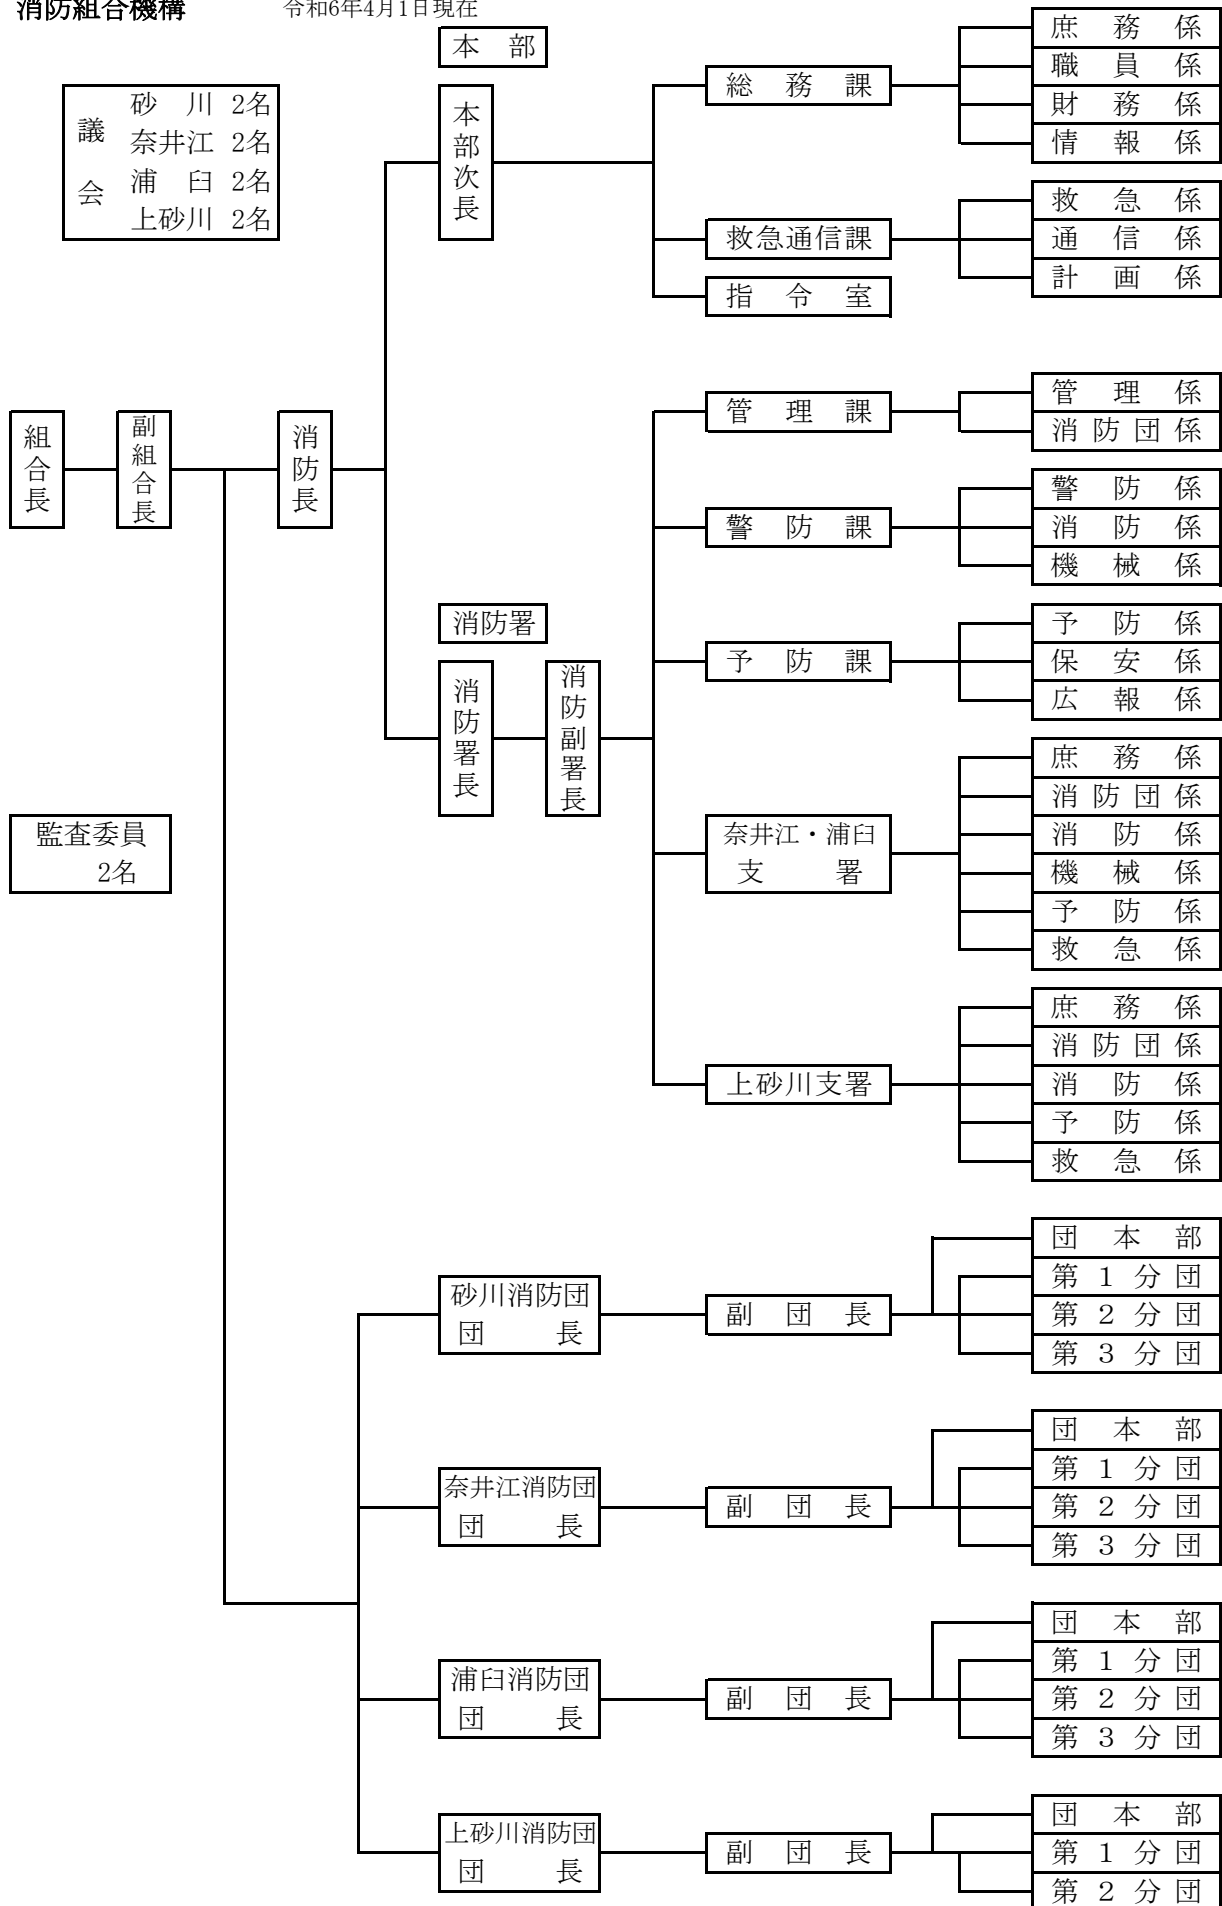 消防組合機構　令和6年4月1日現在
本部
議会
砂川 2名
奈井江 2名
浦臼 2名
上砂川 2名
組合長
副組合長
消防長
監査委員
2名
本部次長
総務課
庶務係
職員係
財務係
情報係
救急通信課
救急係
通信係
計画係
指令室
消防署
消防署長
消防副署長
管理課
管理係
消防団係
警防課
警防係
消防係
機械係
予防課
予防係
保安係
広報係
奈井江・浦臼
支署
庶務係
消防団係
消防係
機械係
予防係
救急係
上砂川支署
庶務係
消防団係
消防係
予防係
救急係
砂川消防団
団長
副団長
団本部
第1分団
第2分団
第3分団
奈井江消防団
団長
副団長
団本部
第1分団
第2分団
第3分団
浦臼消防団
団長
副団長
団本部
第1分団
第2分団
第3分団
上砂川消防団
団長
副団長
団本部
第1分団
第2分団